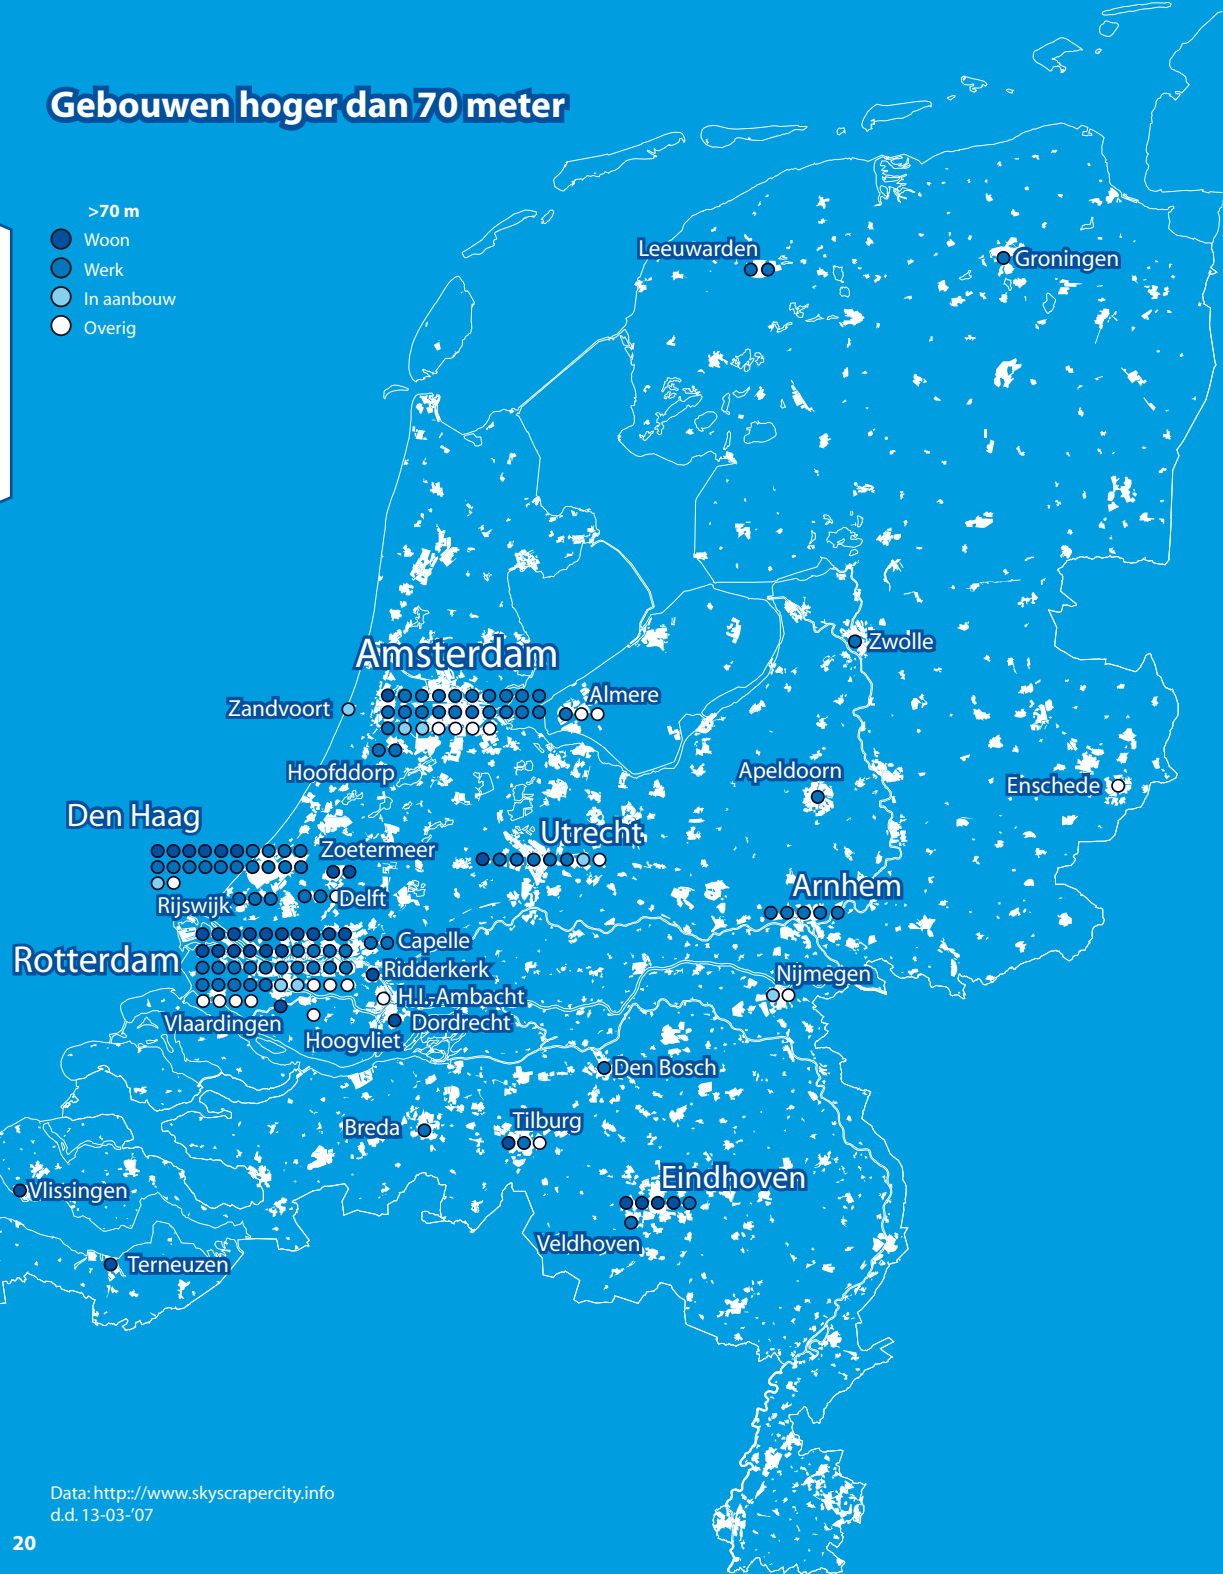 Gebouwen hoger dan 70 meter
>70 m
Woon
Werk
In aanbouw
Overig
Leeuwarden
Groningen
Zwolle
Amsterdam
Almere
Zandvoort
Hoofddorp
Apeldoorn
Enschede
Den Haag
Utrecht
Zoetermeer
Arnhem
Rijswijk
Delft
Capelle
Rotterdam
Ridderkerk
Nijmegen
H.I.-Ambacht
Vlaardingen
Dordrecht
Hoogvliet
Den Bosch
Breda
Tilburg
Eindhoven
Vlissingen
Veldhoven
Terneuzen
Data: http:://www.skyscrapercity.info
d.d. 13-03-'07
20